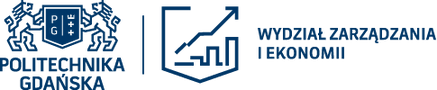 P G
POLITECHNIKA
GDAŃSKA
WYDZIAŁ ZARZĄDZANIA
I EKONOMII